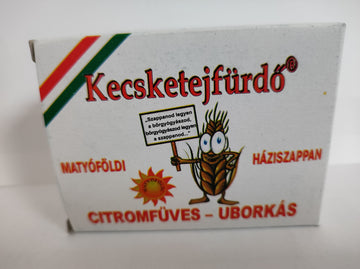 Kecsketejfürdő®
„Szappanod legyen
a bőrgyógyászod,
bőrgyógyászod legyen
a szappanod..."
MATYÓFÖLDI
HÁZISZAPPAN
CITROMFÜVES – UBORKÁS